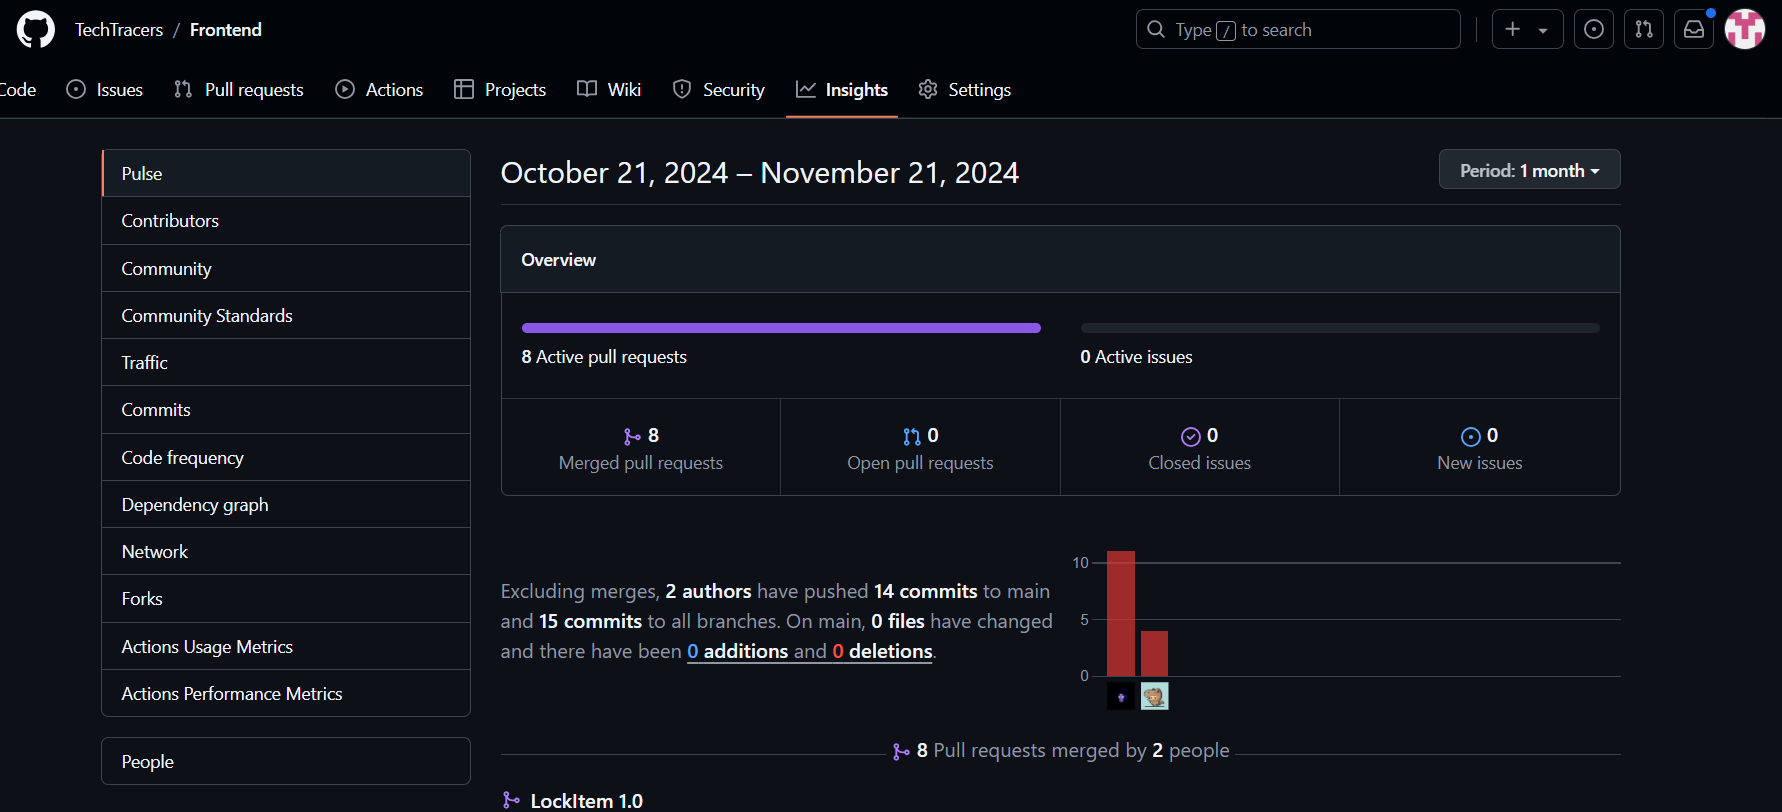 TechTracers / Frontend
Type / to search
Code Issues Pull requests Actions Projects Wiki Security Insights Settings
Pulse
Contributors
Community
Community Standards
Traffic
Commits
Code frequency
Dependency graph
Network
Forks
Actions Usage Metrics
Actions Performance Metrics
People
October 21, 2024 – November 21, 2024
Period: 1 month
Overview
8 Active pull requests
0 Active issues
8
Merged pull requests
0
Open pull requests
0
Closed issues
0
New issues
Excluding merges, 2 authors have pushed 14 commits to main
and 15 commits to all branches. On main, 0 files have changed
and there have been 0 additions and 0 deletions.
10
5
0
8 Pull requests merged by 2 people
LockItem 1.0